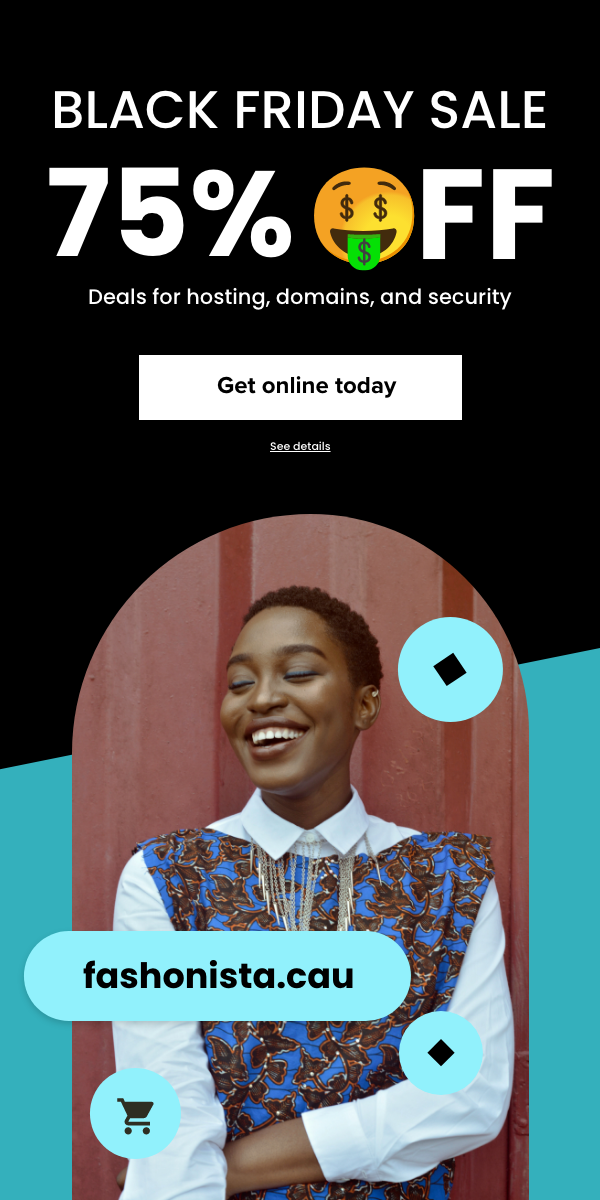 BLACK FRIDAY SALE
75% 🤑FF
Deals for hosting, domains, and security
Get online today
See details
fashonista.cau